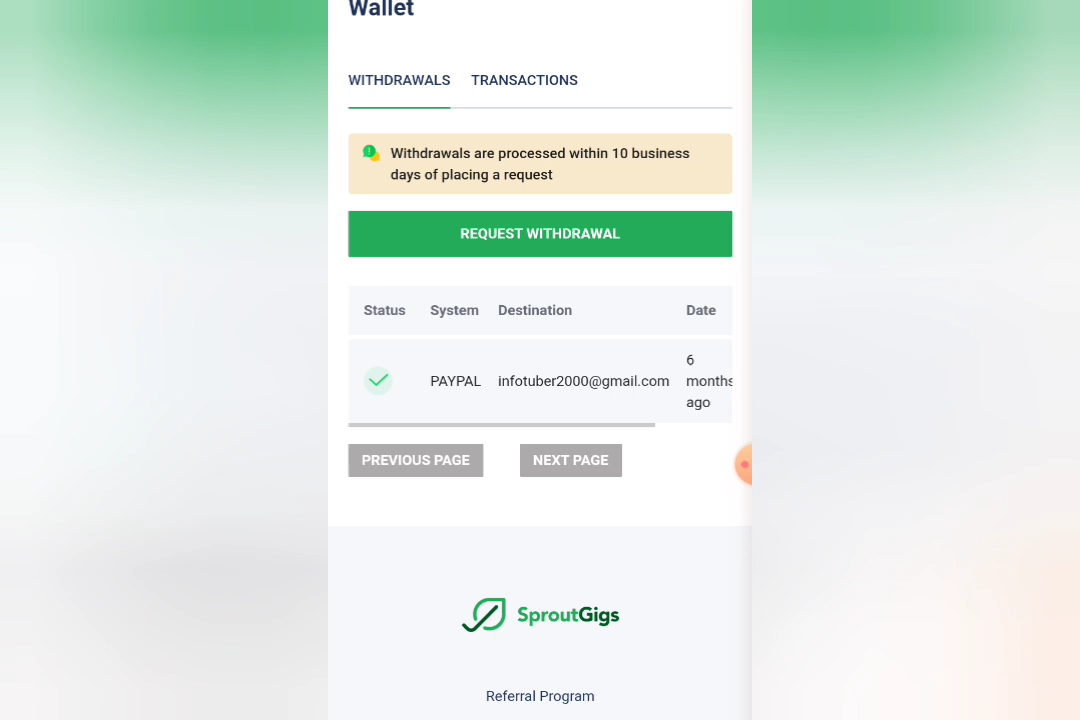 Wallet
WITHDRAWALS TRANSACTIONS
Withdrawals are processed within 10 business
days of placing a request
REQUEST WITHDRAWAL
Status System Destination Date
PAYPAL infotuber2000@gmail.com 6
months
ago
PREVIOUS PAGE NEXT PAGE
SproutGigs
Referral Program